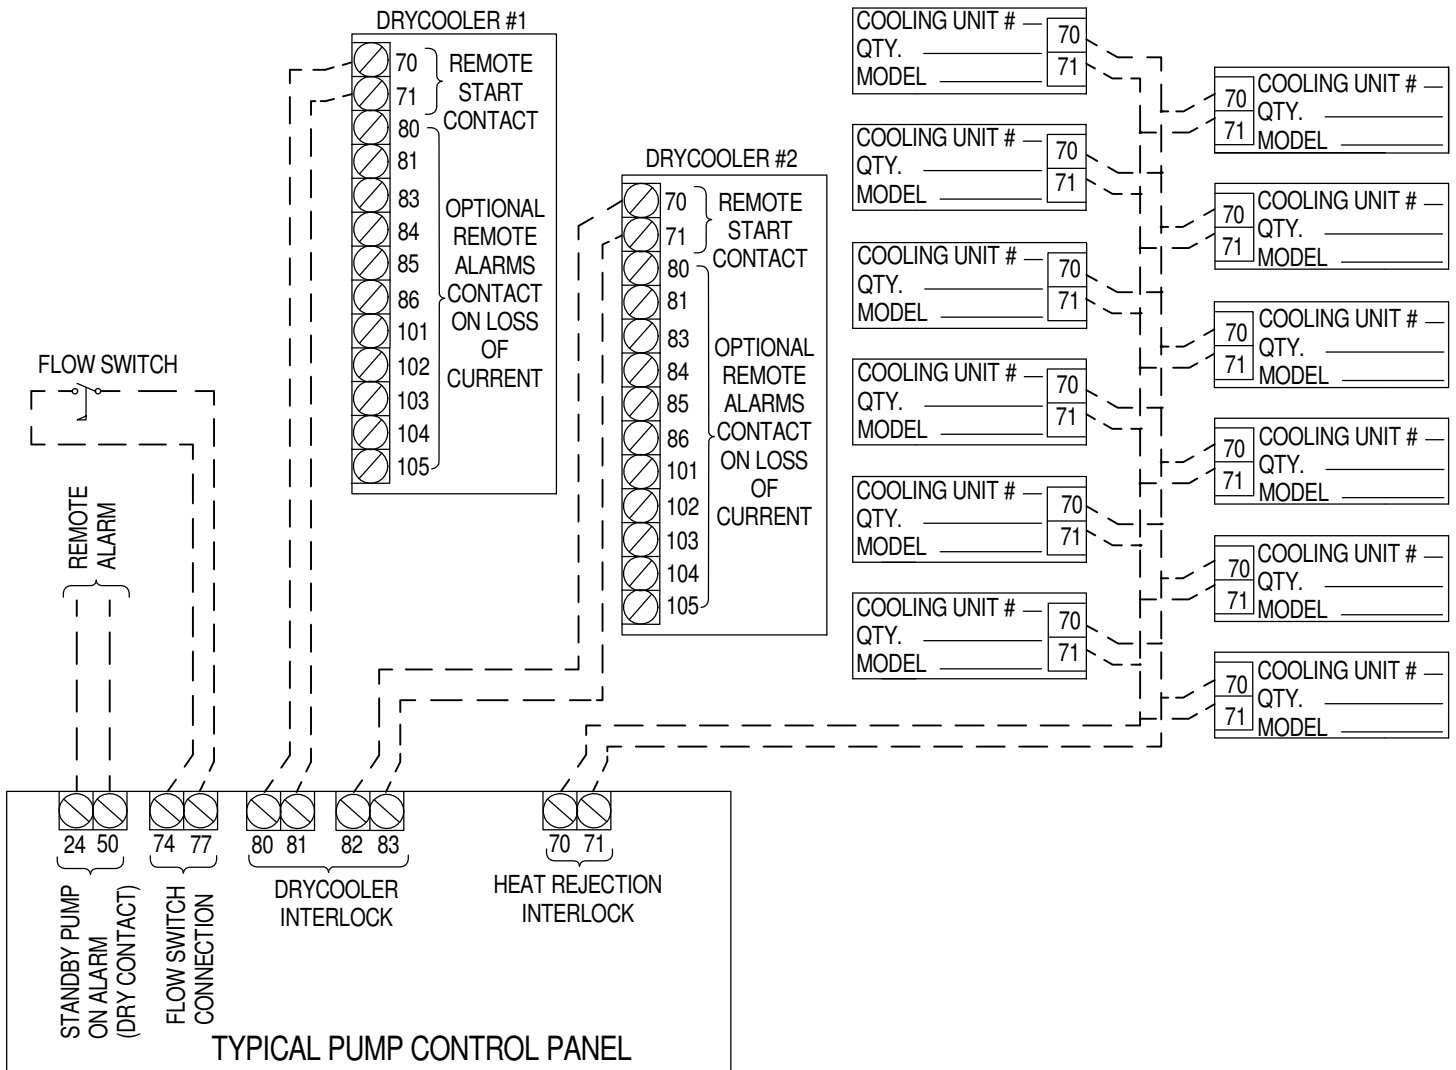 DRYCOOLER #1
70
71
80
81
83
84
85
86
101
102
103
104
105
REMOTE
START
CONTACT
OPTIONAL
REMOTE
ALARMS
CONTACT
ON LOSS
OF
CURRENT
DRYCOOLER #2
70
71
80
81
83
84
85
86
101
102
103
104
105
REMOTE
START
CONTACT
OPTIONAL
REMOTE
ALARMS
CONTACT
ON LOSS
OF
CURRENT
COOLING UNIT #
QTY.
MODEL
70
71
COOLING UNIT #
QTY.
MODEL
70
71
COOLING UNIT #
QTY.
MODEL
70
71
COOLING UNIT #
QTY.
MODEL
70
71
COOLING UNIT #
QTY.
MODEL
70
71
COOLING UNIT #
QTY.
MODEL
70
71
70
71
COOLING UNIT #
QTY.
MODEL
70
71
COOLING UNIT #
QTY.
MODEL
70
71
COOLING UNIT #
QTY.
MODEL
70
71
COOLING UNIT #
QTY.
MODEL
70
71
COOLING UNIT #
QTY.
MODEL
70
71
COOLING UNIT #
QTY.
MODEL
FLOW SWITCH
REMOTE
ALARM
24 50
74 77
80 81
82 83
70 71
STANDBY PUMP
ON ALARM
(DRY CONTACT)
FLOW SWITCH
CONNECTION
DRYCOOLER
INTERLOCK
HEAT REJECTION
INTERLOCK
TYPICAL PUMP CONTROL PANEL